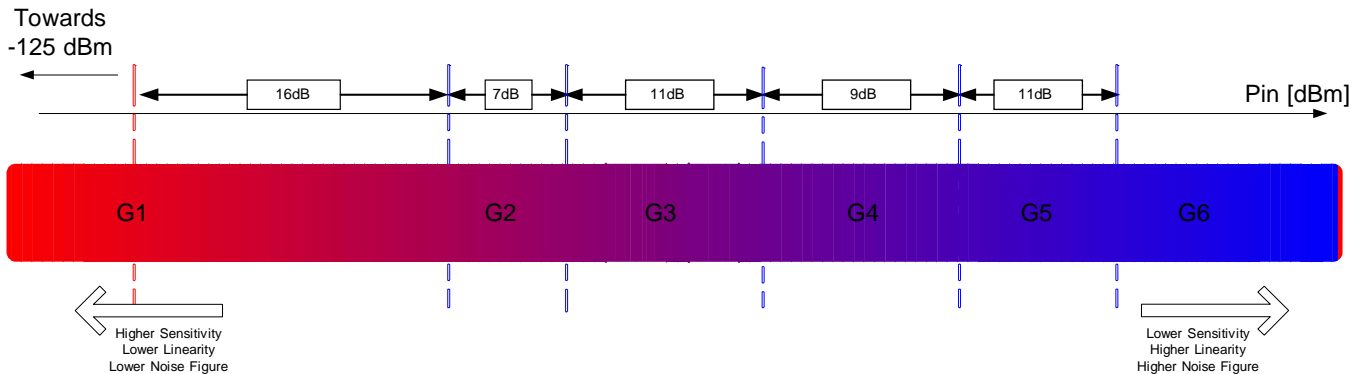 Towards
-125 dBm
16dB
7dB
11dB
9dB
11dB
Pin [dBm]
G1
G2
G3
G4
G5
G6
Higher Sensitivity
Lower Linearity
Lower Noise Figure
Lower Sensitivity
Higher Linearity
Higher Noise Figure